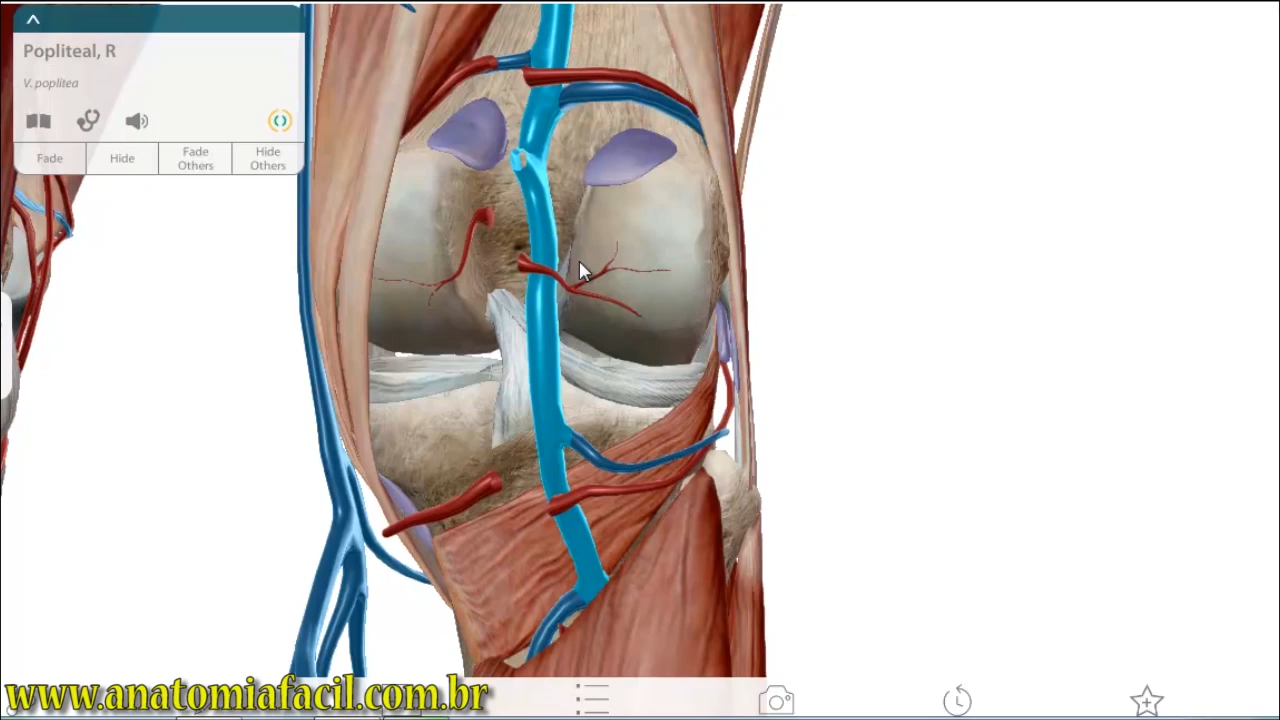 Popliteal, R
V. poplitea
Fade
Hide
Fade Others
Hide Others
www.anatomiafacil.com.br